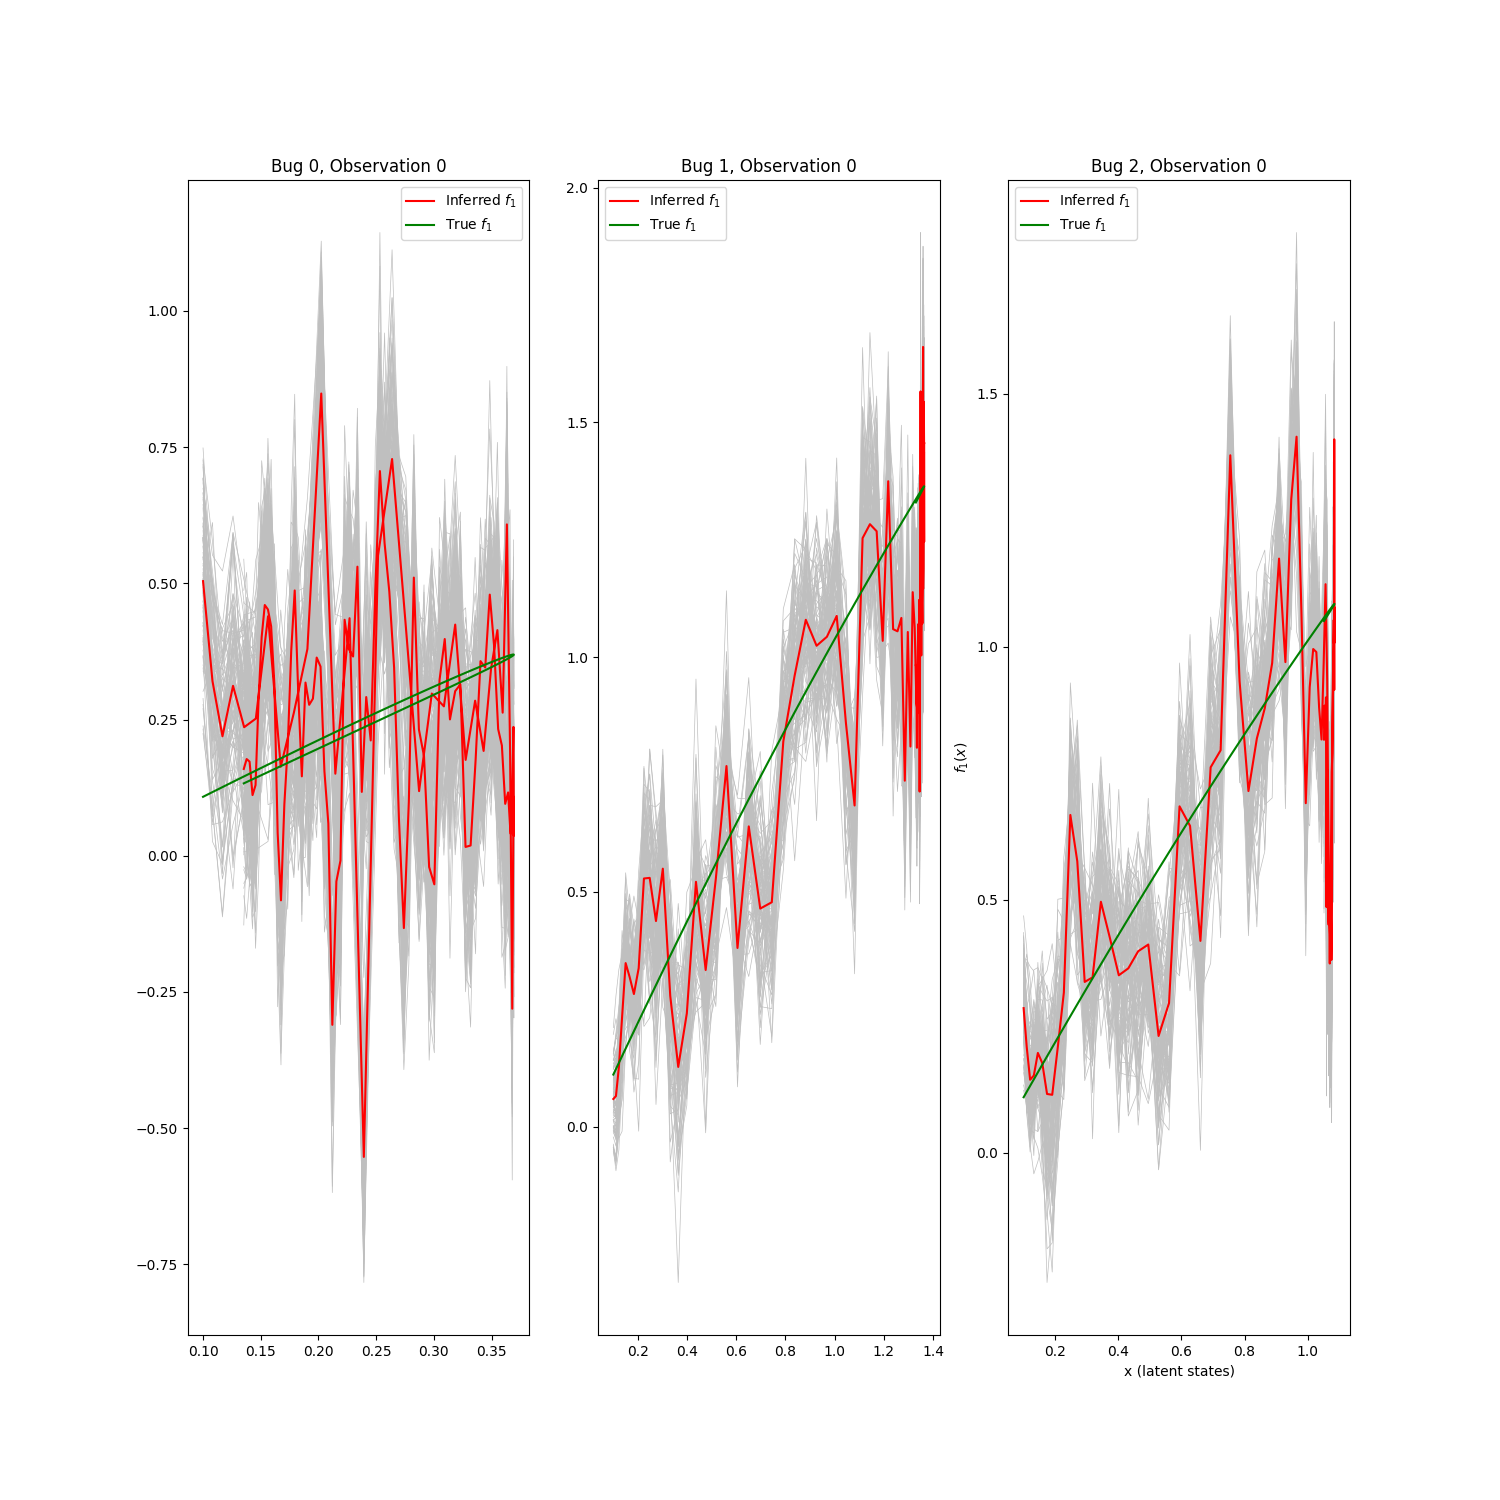 Bug 0, Observation 0
Inferred f₁
True f₁
1.00
0.75
0.50
0.25
0.00
−0.25
−0.50
−0.75
0.10 0.15 0.20 0.25 0.30 0.35
Bug 1, Observation 0
Inferred f₁
True f₁
2.0
1.5
1.0
0.5
0.0
0.2 0.4 0.6 0.8 1.0 1.2 1.4
Bug 2, Observation 0
Inferred f₁
True f₁
f₁(x)
1.5
1.0
0.5
0.0
0.2 0.4 0.6 0.8 1.0
x (latent states)